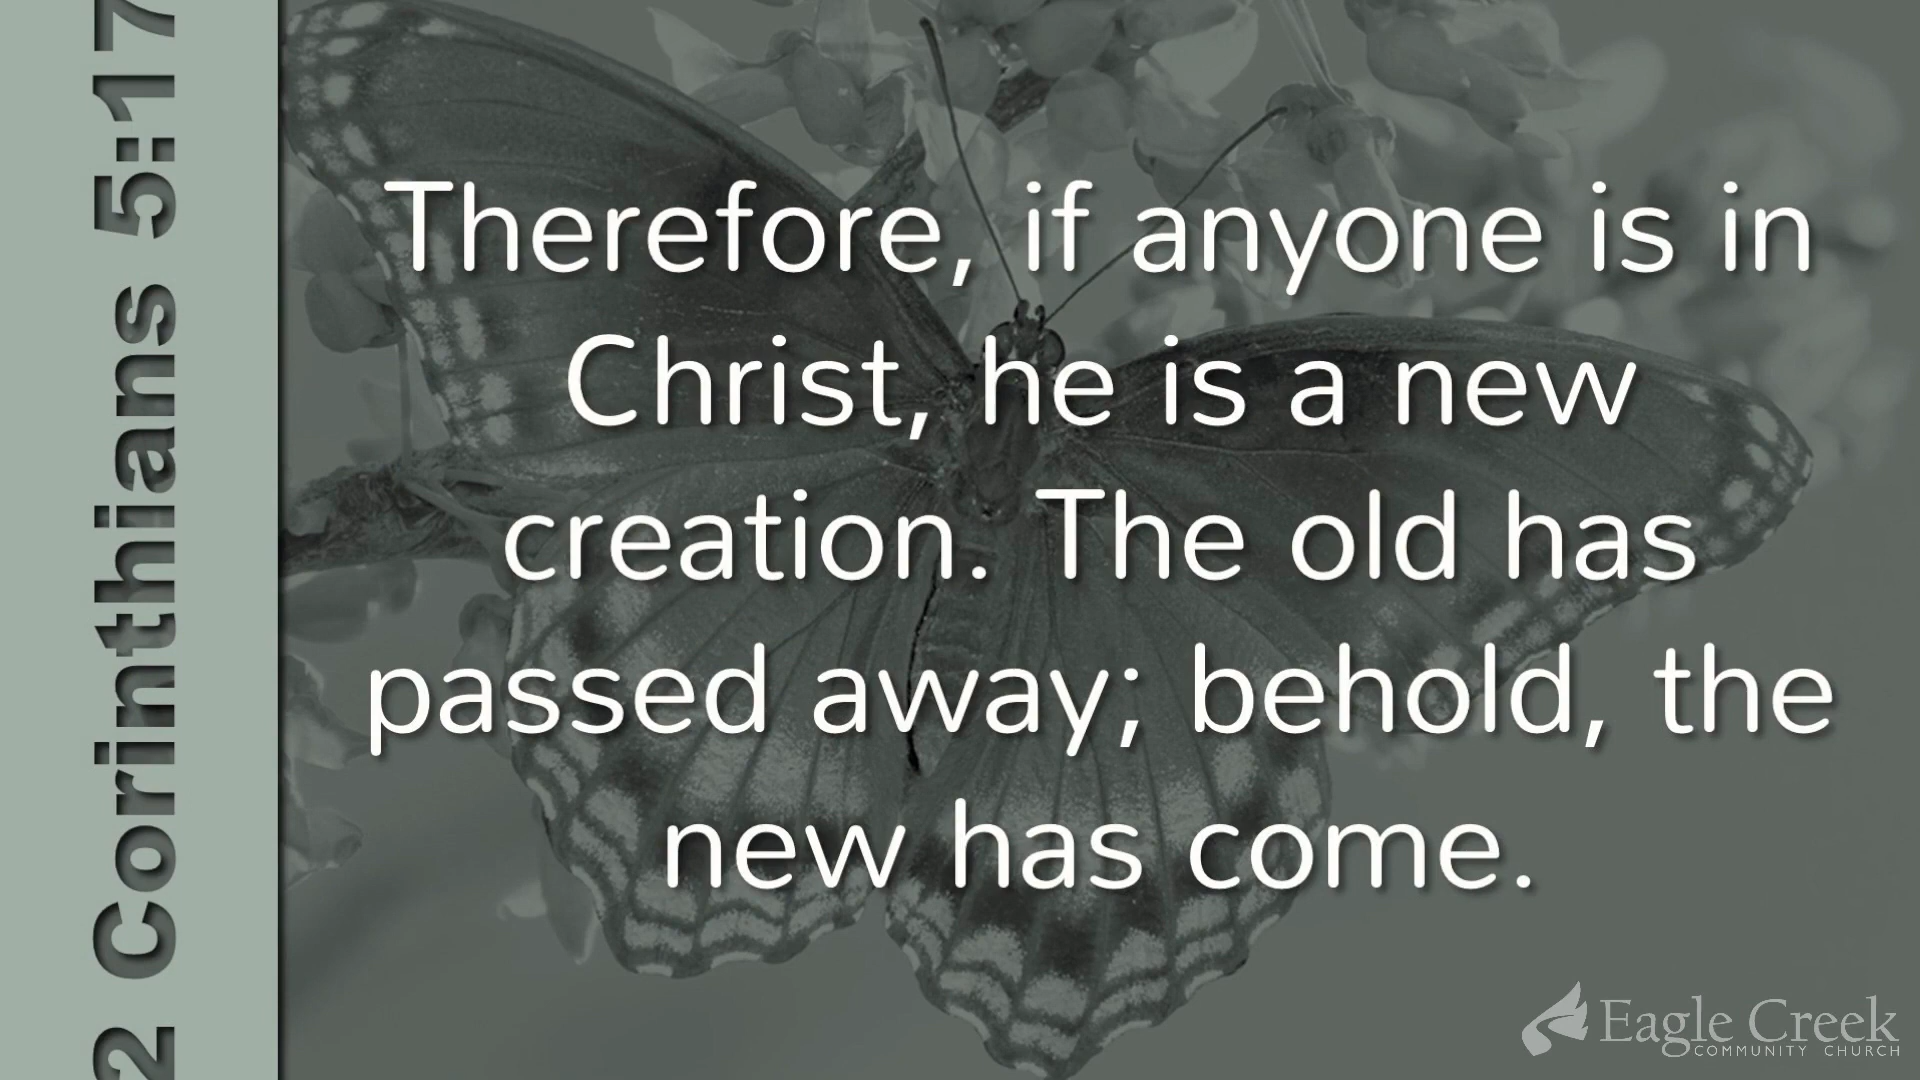 2 Corinthians 5:17
Therefore, if anyone is in
Christ, he is a new
creation. The old has
passed away; behold, the
new has come.
Eagle Creek
COMMUNITY CHURCH